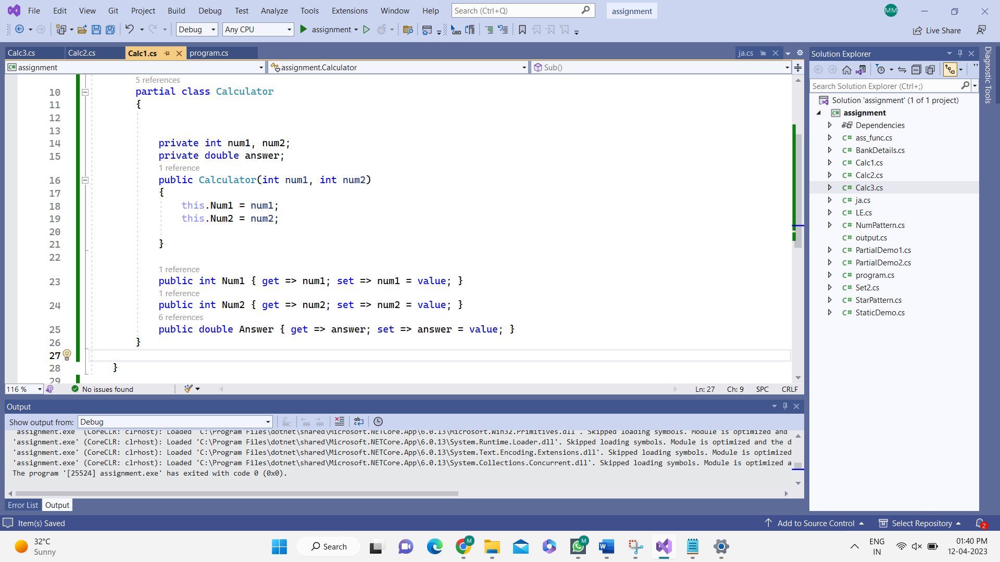 File Edit View Git Project Build Debug Test Analyze Tools Extensions Window Help Search (Ctrl+Q) assignment MM
Debug Any CPU assignment Live Share
Calc3.cs Calc2.cs Calc1.cs program.cs ja.cs
assignment assignment.Calculator Sub()
5 references
10 partial class Calculator
11 {
12
13
14 private int num1, num2;
15 private double answer;
1 reference
16 public Calculator(int num1, int num2)
17 {
18 this.Num1 = num1;
19 this.Num2 = num2;
20
21 }
22
1 reference
23 public int Num1 { get => num1; set => num1 = value; }
1 reference
24 public int Num2 { get => num2; set => num2 = value; }
6 references
25 public double Answer { get => answer; set => answer = value; }
26 }
27
28 }
29
116 % No issues found Ln: 27 Ch: 9 SPC CRLF
Output
Show output from: Debug
'assignment.exe' (CoreCLR: clrhost): Loaded 'C:\Program Files\dotnet\shared\Microsoft.NETCore.App\6.0.13\Microsoft.Win32.Primitives.dll'. Skipped loading symbols. Module is optimized and
'assignment.exe' (CoreCLR: clrhost): Loaded 'C:\Program Files\dotnet\shared\Microsoft.NETCore.App\6.0.13\System.Runtime.Loader.dll'. Skipped loading symbols. Module is optimized and the d
'assignment.exe' (CoreCLR: clrhost): Loaded 'C:\Program Files\dotnet\shared\Microsoft.NETCore.App\6.0.13\System.Text.Encoding.Extensions.dll'. Skipped loading symbols. Module is optimized
'assignment.exe' (CoreCLR: clrhost): Loaded 'C:\Program Files\dotnet\shared\Microsoft.NETCore.App\6.0.13\System.Collections.Concurrent.dll'. Skipped loading symbols. Module is optimized a
The program '[25524] assignment.exe' has exited with code 0 (0x0).
Error List Output
Solution Explorer
Search Solution Explorer (Ctrl+;)
Solution 'assignment' (1 of 1 project)
C# assignment
Dependencies
C# ass_func.cs
C# BankDetails.cs
C# Calc1.cs
C# Calc2.cs
C# Calc3.cs
C# ja.cs
C# LE.cs
C# NumPattern.cs
C# output.cs
C# PartialDemo1.cs
C# PartialDemo2.cs
C# program.cs
C# Set2.cs
C# StarPattern.cs
C# StaticDemo.cs
Diagnostic Tools
Item(s) Saved Add to Source Control Select Repository 2
32°C
Sunny
Search
M
M
W
ENG
IN
01:40 PM
12-04-2023